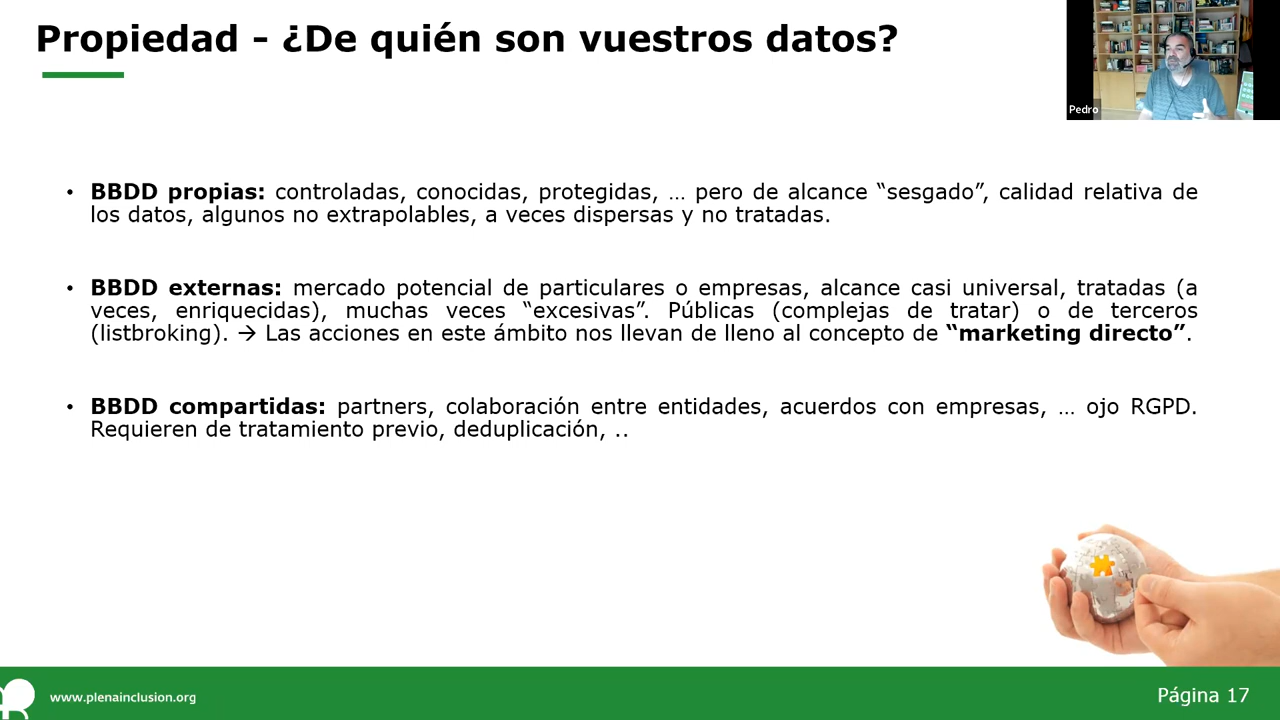 Propiedad - ¿De quién son vuestros datos?
Pedro
• BBDD propias: controladas, conocidas, protegidas, … pero de alcance “sesgado”, calidad relativa de
los datos, algunos no extrapolables, a veces dispersas y no tratadas.
• BBDD externas: mercado potencial de particulares o empresas, alcance casi universal, tratadas (a
veces, enriquecidas), muchas veces “excesivas”. Públicas (complejas de tratar) o de terceros
(listbroking). → Las acciones en este ámbito nos llevan de lleno al concepto de “marketing directo”.
• BBDD compartidas: partners, colaboración entre entidades, acuerdos con empresas, … ojo RGPD.
Requieren de tratamiento previo, deduplicación, ..
www.plenainclusion.org
Página 17